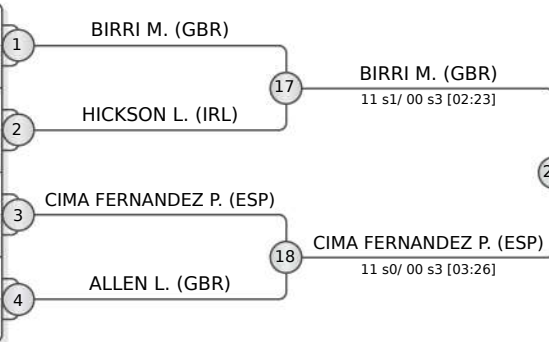 BIRRI M. (GBR)
1
17
BIRRI M. (GBR)
11 s1/ 00 s3 [02:23]
HICKSON L. (IRL)
2
CIMA FERNANDEZ P. (ESP)
3
18
CIMA FERNANDEZ P. (ESP)
11 s0/ 00 s3 [03:26]
ALLEN L. (GBR)
4